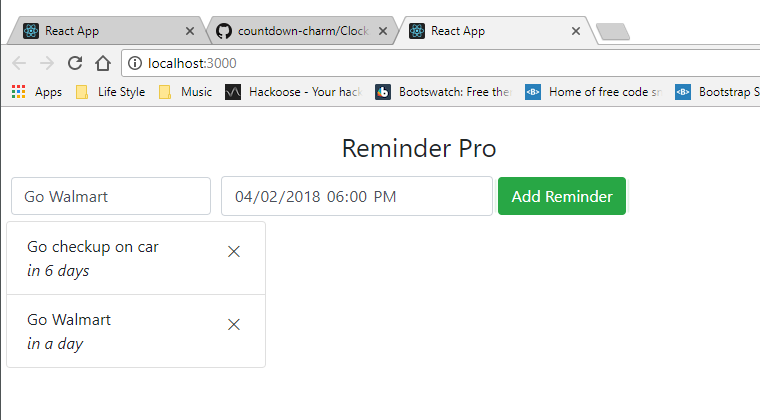 React App
countdown-charm/Clock
React App
localhost:3000
Apps Life Style Music Hackoose - Your hack Bootswatch: Free the Home of free code sn Bootstrap S
Reminder Pro
Go Walmart 04/02/2018 06:00 PM Add Reminder
Go checkup on car
in 6 days
Go Walmart
in a day